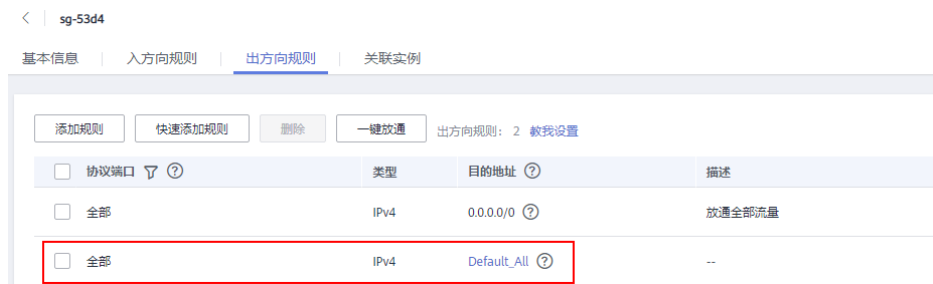 sg-53d4
基本信息 入方向规则 出方向规则 关联实例
添加规则 快速添加规则 删除 一键放通 出方向规则: 2 教我设置
协议端口 类型 目的地址 描述
全部 IPv4 0.0.0.0/0 放通全部流量
全部 IPv4 Default_All --